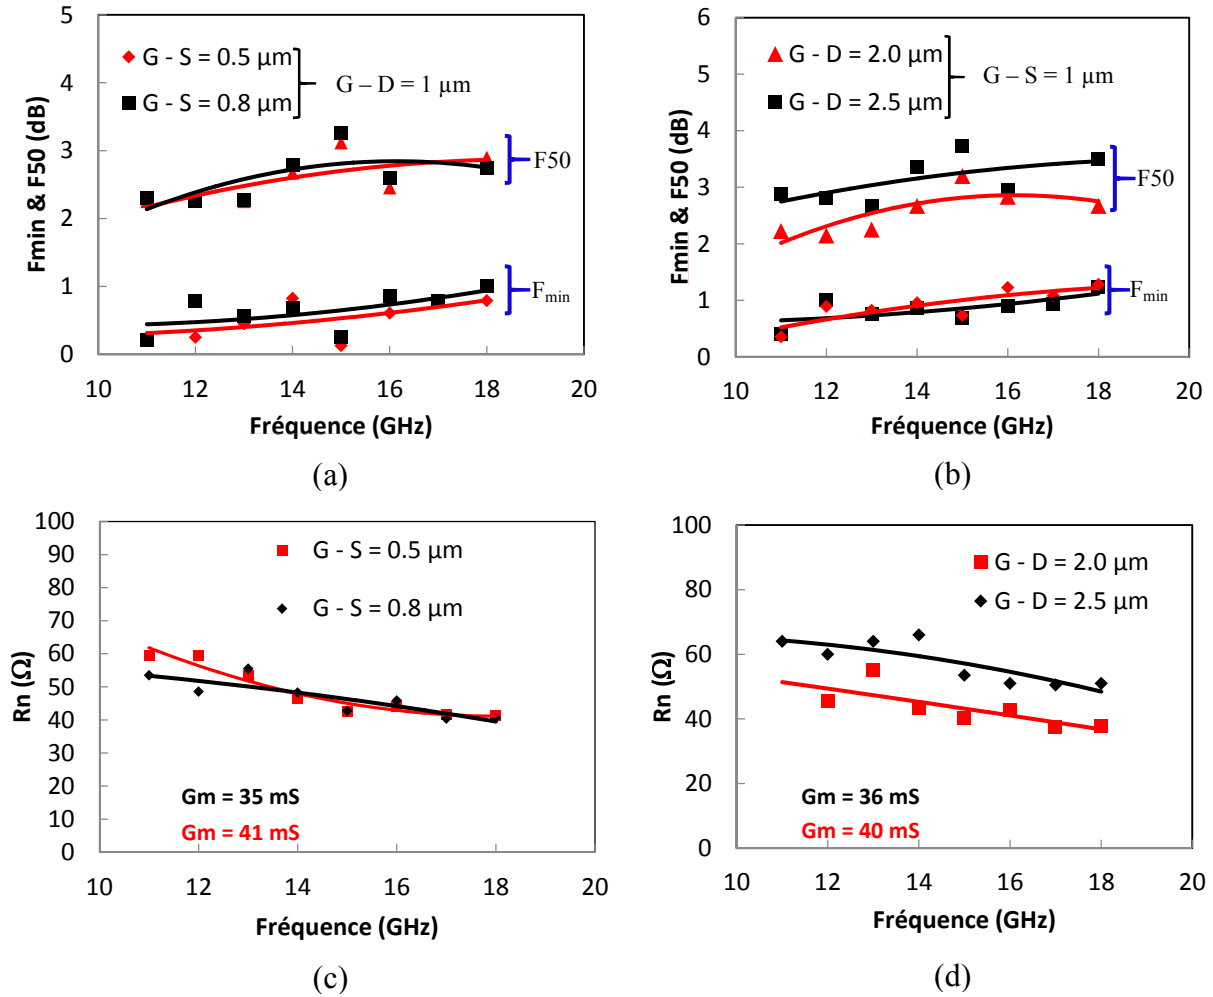 5
4
3
2
1
0
Fmin & F50 (dB)
G - S = 0.5 µm
G - S = 0.8 µm
G – D = 1 µm
F50
Fmin
10 12 14 16 18 20
Fréquence (GHz)
(a)
6
5
4
3
2
1
0
Fmin & F50 (dB)
G - D = 2.0 µm
G - D = 2.5 µm
G – S = 1 µm
F50
Fmin
10 12 14 16 18 20
Fréquence (GHz)
(b)
100
90
80
70
60
50
40
30
20
10
0
Rn (Ω)
G - S = 0.5 µm
G - S = 0.8 µm
Gm = 35 mS
Gm = 41 mS
10 12 14 16 18 20
Fréquence (GHz)
(c)
100
80
60
40
20
0
Rn (Ω)
G - D = 2.0 µm
G - D = 2.5 µm
Gm = 36 mS
Gm = 40 mS
10 12 14 16 18 20
Fréquence (GHz)
(d)